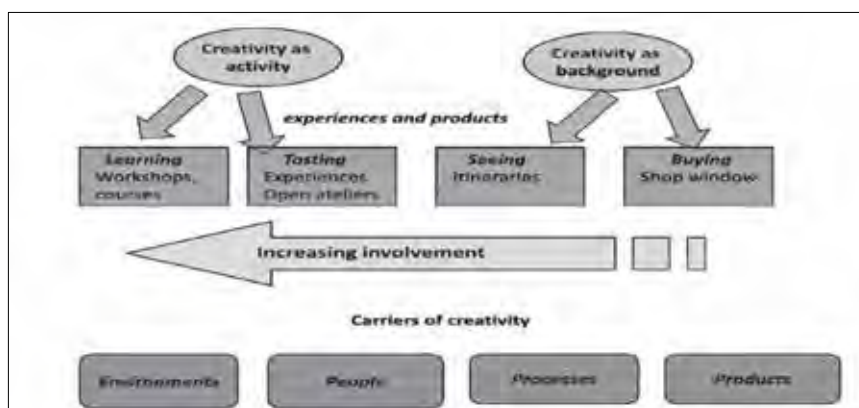 Creativity as
activity
Creativity as
background
experiences and products
Learning
Workshops,
courses
Tasting
Experiences
Open ateliers
Seeing
Itineraries
Buying
Shop window
Increasing involvement
Carriers of creativity
Environments
People
Processes
Products